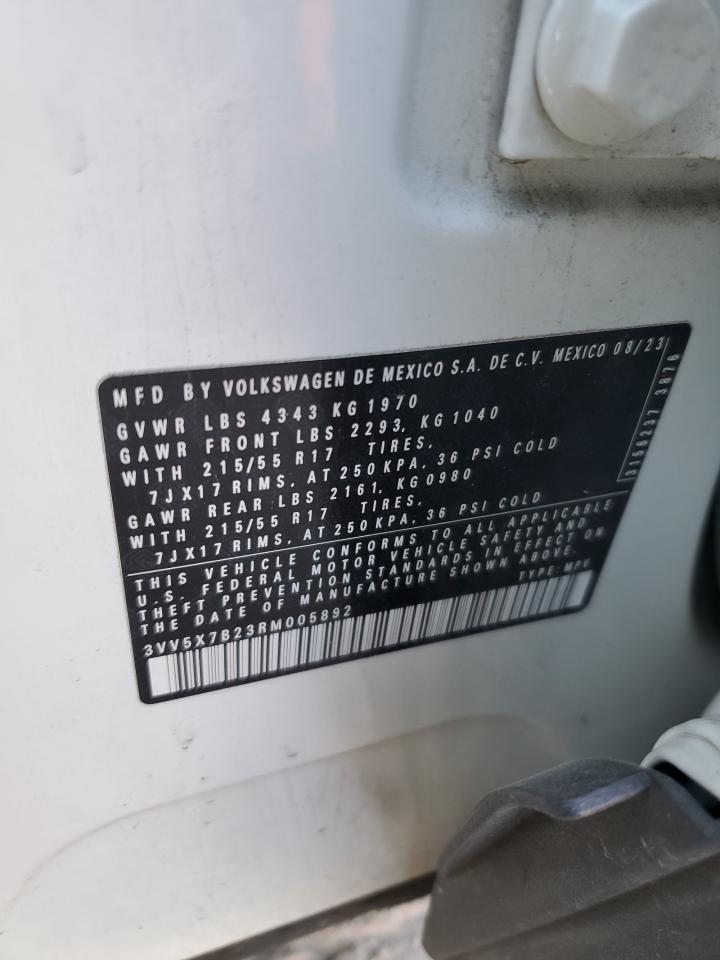 MFD BY VOLKSWAGEN DE MEXICO S.A. DE C.V. MEXICO 08/23
GVWR LBS 4343 KG 1970
GAWR FRONT LBS 2293, KG 1040
WITH 215/55 R17 TIRES,
7JX17 RIMS, AT 250 KPA, 36 PSI COLD
GAWR REAR LBS 2161, KG 0980
WITH 215/55 R17 TIRES,
7JX17 RIMS, AT 250 KPA, 36 PSI COLD
THIS VEHICLE CONFORMS TO ALL APPLICABLE
U.S. FEDERAL MOTOR VEHICLE SAFETY AND
THEFT PREVENTION STANDARDS IN EFFECT ON
THE DATE OF MANUFACTURE SHOWN ABOVE.
TYPE: MPV
3VV5X7B23RM005892
3156237 3B76